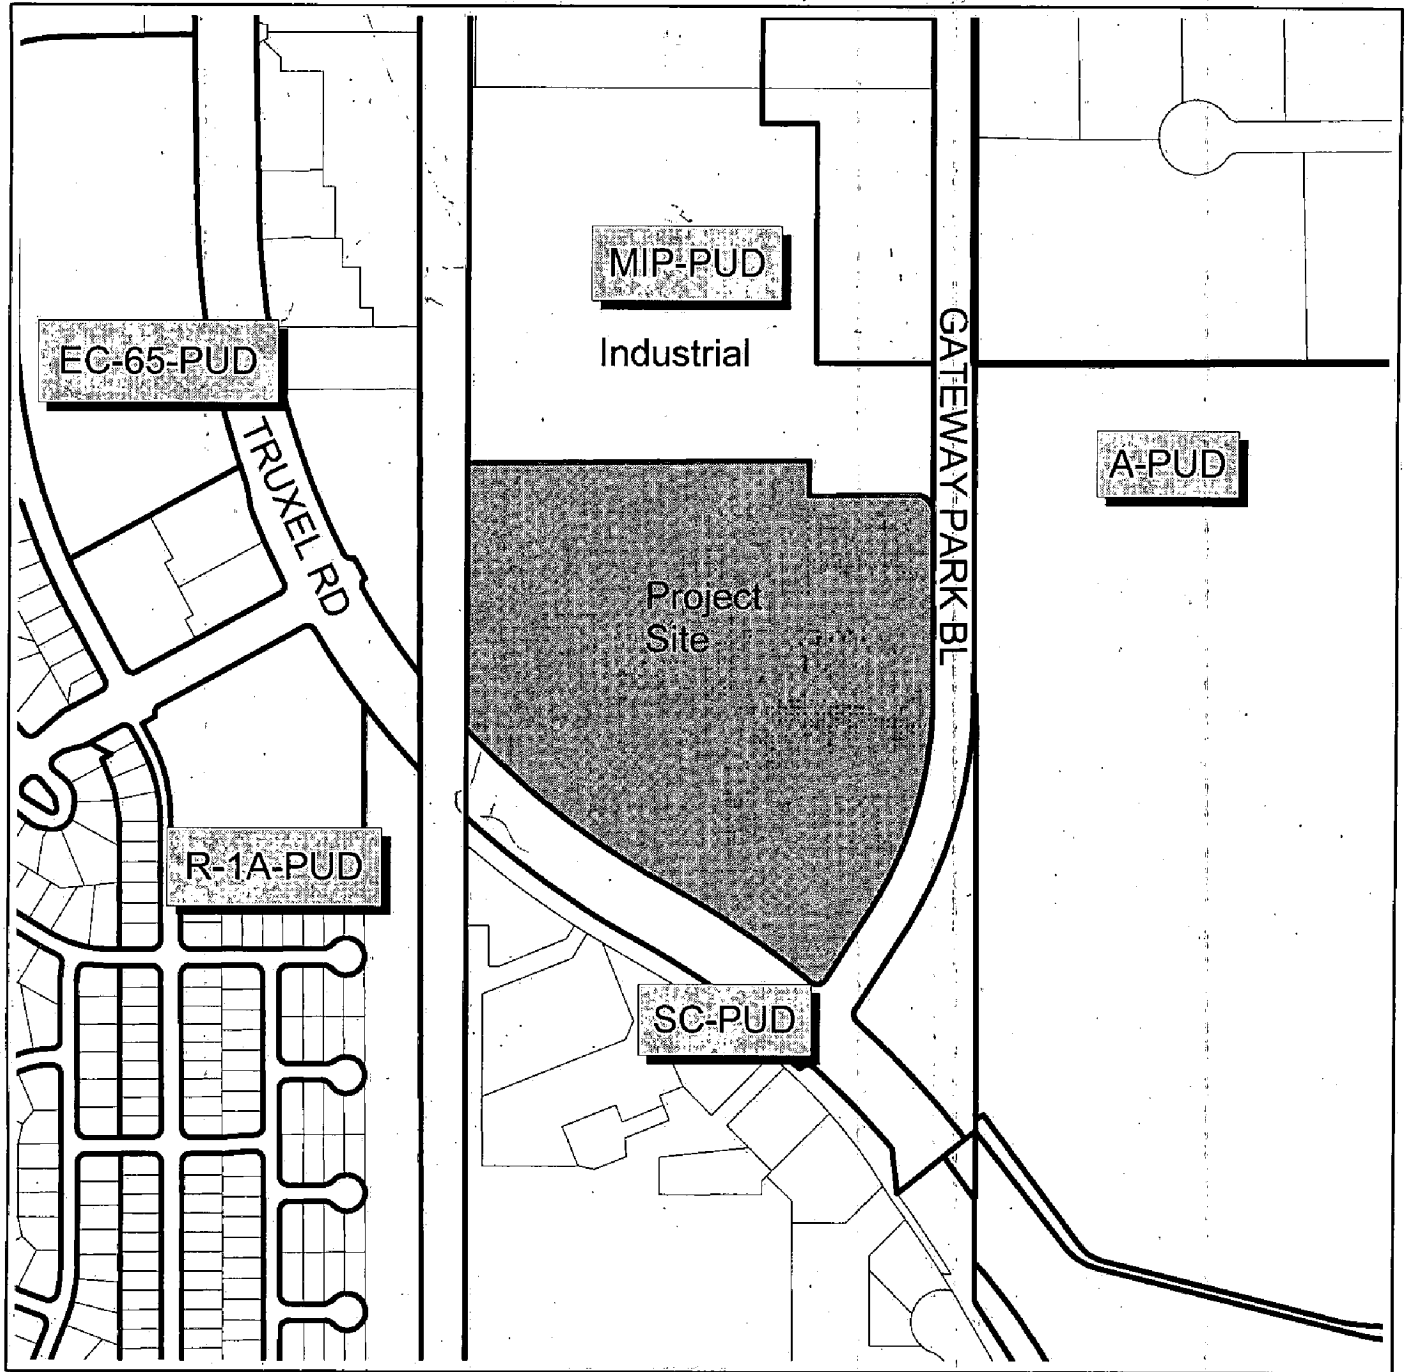 MIP-PUD
Industrial
EC-65-PUD
TRUXEL RD
GATEWAY PARK BL
A-PUD
Project
Site
R-1A-PUD
SC-PUD